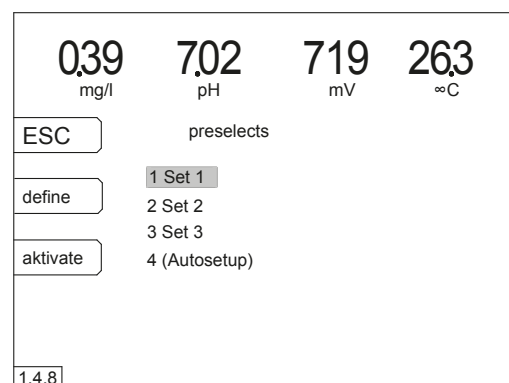 0.39 7.02 719 26.3
mg/l pH mV ∞C
ESC preselects
1 Set 1
define
2 Set 2
3 Set 3
aktivate 4 (Autosetup)
1.4.8